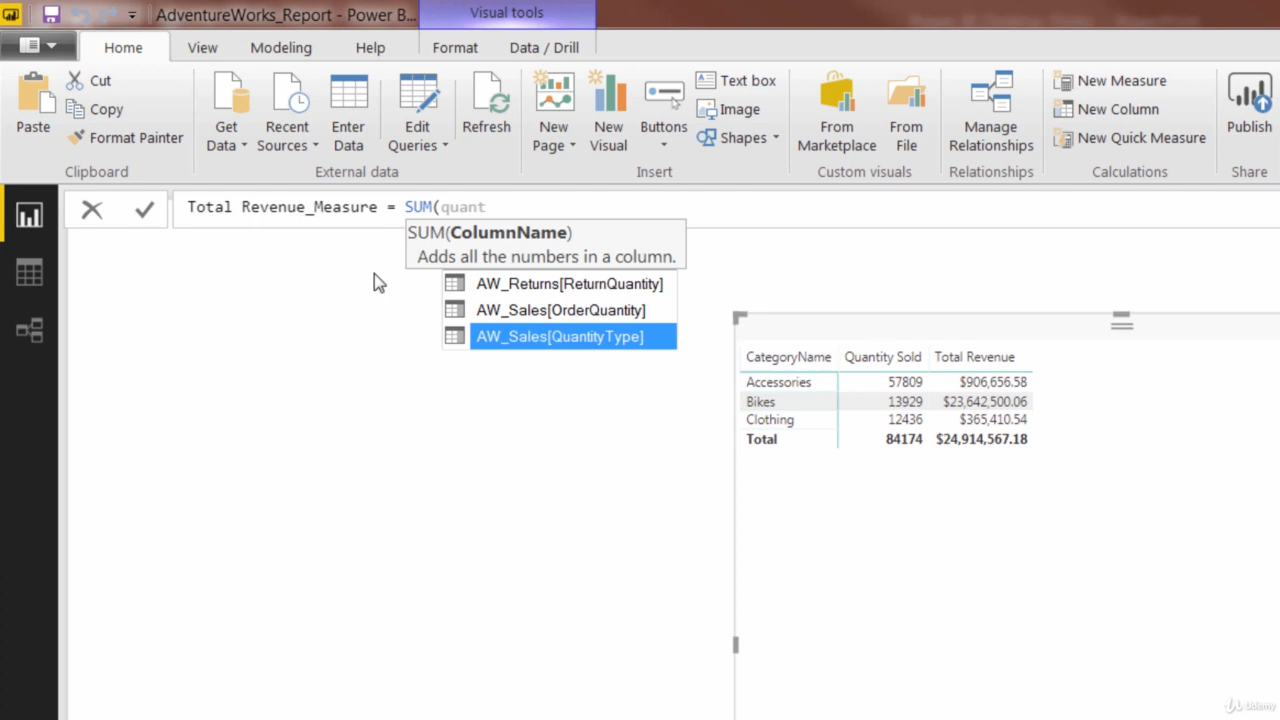 AdventureWorks_Report - Power B...
Visual tools
Home
View
Modeling
Help
Format
Data / Drill
Paste
Cut
Copy
Format Painter
Clipboard
Get
Data
Recent
Sources
Enter
Data
Edit
Queries
Refresh
External data
New
Page
New
Visual
Buttons
Text box
Image
Shapes
Insert
From
Marketplace
From
File
Custom visuals
Manage
Relationships
Relationships
New Measure
New Column
New Quick Measure
Calculations
Publish
Share
Total Revenue_Measure = SUM(quant
SUM(ColumnName)
Adds all the numbers in a column.
AW_Returns[ReturnQuantity]
AW_Sales[OrderQuantity]
AW_Sales[QuantityType]
CategoryName Quantity Sold Total Revenue
Accessories 57809 $906,656.58
Bikes 13929 $23,642,500.06
Clothing 12436 $365,410.54
Total 84174 $24,914,567.18
Udemy